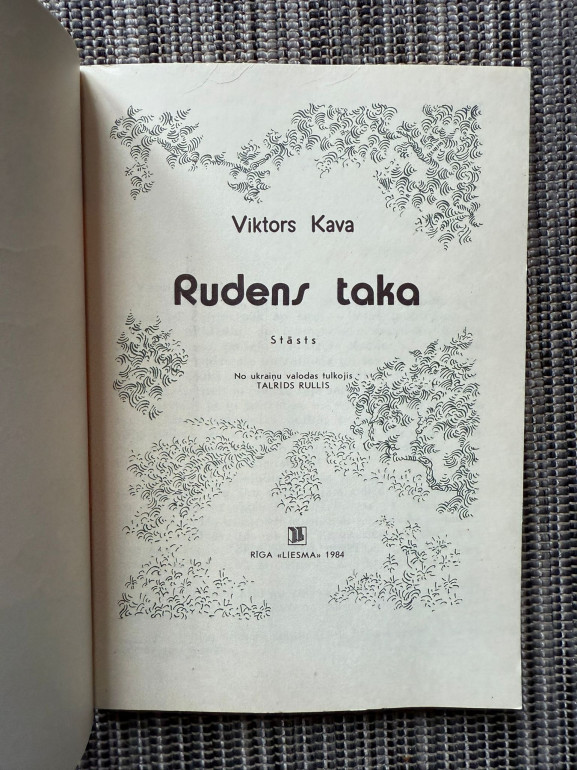 Viktors Kava
Rudens taka
Stāsts
No ukraiņu valodas tulkojis
TALRIDS RULLIS
RĪGA «LIESMA» 1984